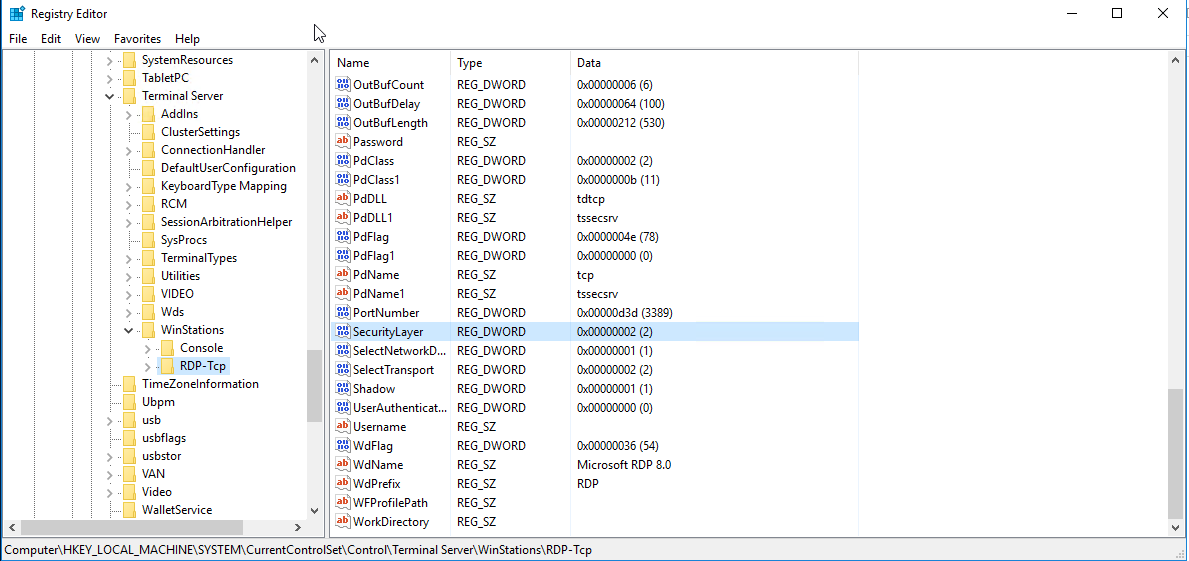 Registry Editor
File Edit View Favorites Help
SystemResources
TabletPC
Terminal Server
AddIns
ClusterSettings
ConnectionHandler
DefaultUserConfiguration
KeyboardType Mapping
RCM
SessionArbitrationHelper
SysProcs
TerminalTypes
Utilities
VIDEO
Wds
WinStations
Console
RDP-Tcp
TimeZoneInformation
Ubpm
usb
usbflags
usbstor
VAN
Video
WalletService
Name Type Data
OutBufCount REG_DWORD 0x00000006 (6)
OutBufDelay REG_DWORD 0x00000064 (100)
OutBufLength REG_DWORD 0x00000212 (530)
Password REG_SZ
PdClass REG_DWORD 0x00000002 (2)
PdClass1 REG_DWORD 0x0000000b (11)
PdDLL REG_SZ tdtcp
PdDLL1 REG_SZ tssecsrv
PdFlag REG_DWORD 0x0000004e (78)
PdFlag1 REG_DWORD 0x00000000 (0)
PdName REG_SZ tcp
PdName1 REG_SZ tssecsrv
PortNumber REG_DWORD 0x00000d3d (3389)
SecurityLayer REG_DWORD 0x00000002 (2)
SelectNetworkD... REG_DWORD 0x00000001 (1)
SelectTransport REG_DWORD 0x00000002 (2)
Shadow REG_DWORD 0x00000001 (1)
UserAuthenticat... REG_DWORD 0x00000000 (0)
Username REG_SZ
WdFlag REG_DWORD 0x00000036 (54)
WdName REG_SZ Microsoft RDP 8.0
WdPrefix REG_SZ RDP
WFProfilePath REG_SZ
WorkDirectory REG_SZ
Computer\HKEY_LOCAL_MACHINE\SYSTEM\CurrentControlSet\Control\Terminal Server\WinStations\RDP-Tcp